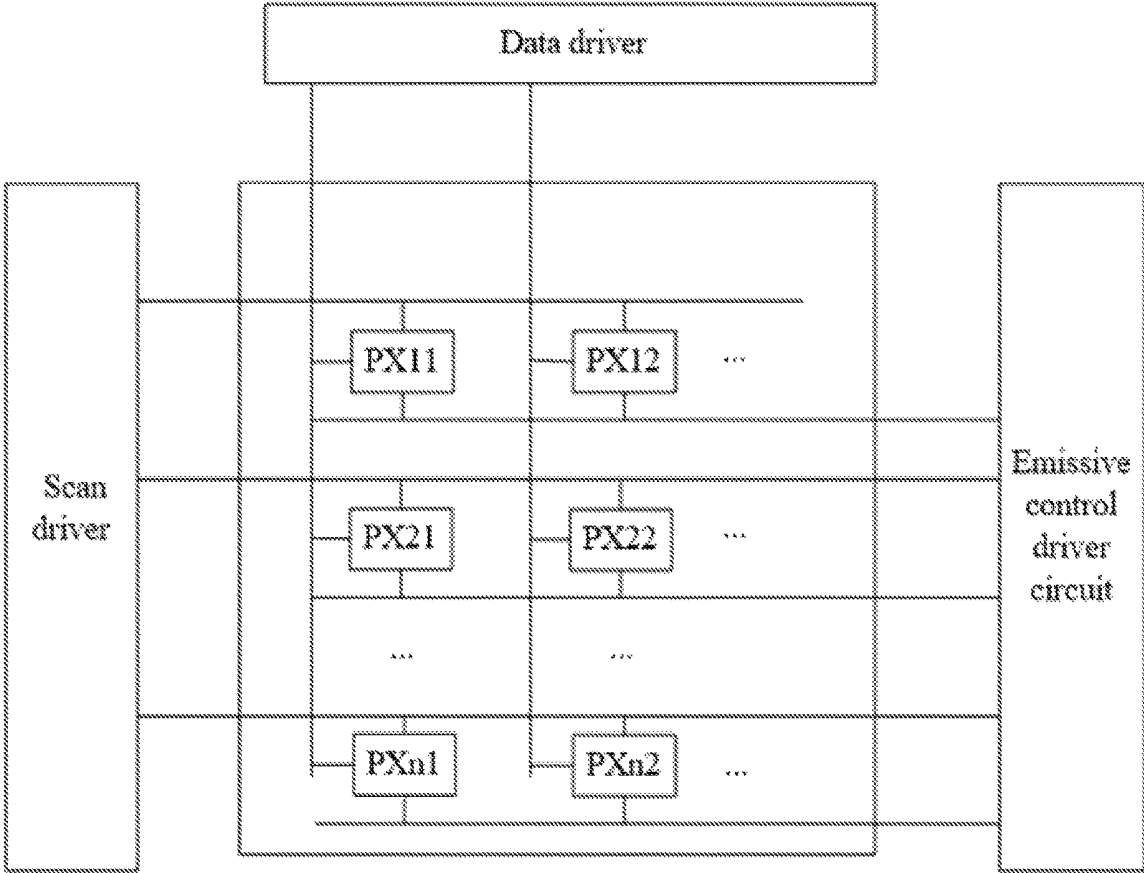 Data driver
PX11
PX12
...
Scan
driver
Emissive
control
driver
circuit
PX21
PX22
...
...
...
PXn1
PXn2
...